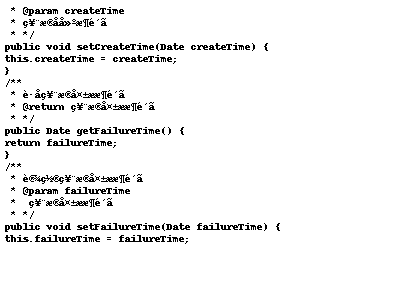 * @param createTime
* ç¥¨æ®åå»ºæ¶é´ã
* */
public void setCreateTime(Date createTime) {
this.createTime = createTime;
}
/**
* è·åç¥¨æ®å¤±ææ¶é´ã
* @return ç¥¨æ®å¤±ææ¶é´ã
* */
public Date getFailureTime() {
return failureTime;
}
/**
* è®¾ç½®ç¥¨æ®å¤±ææ¶é´ã
* @param failureTime
* ç¥¨æ®å¤±ææ¶é´ã
* */
public void setFailureTime(Date failureTime) {
this.failureTime = failureTime;